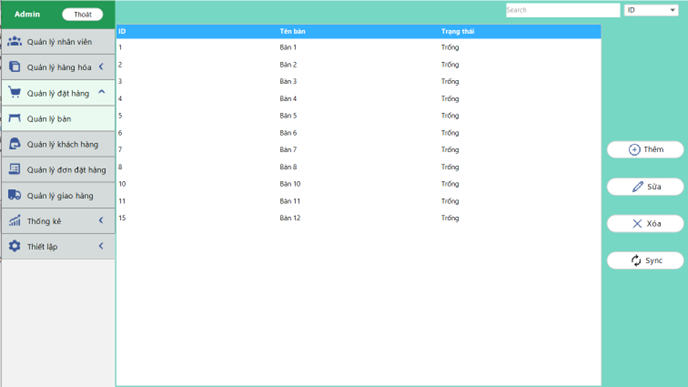 Admin
Thoát
Search
ID
Quản lý nhân viên
Quản lý hàng hóa
Quản lý đặt hàng
Quản lý bàn
Quản lý khách hàng
Quản lý đơn đặt hàng
Quản lý giao hàng
Thống kê
Thiết lập
ID Tên bàn Trạng thái
1 Bàn 1 Trống
2 Bàn 2 Trống
3 Bàn 3 Trống
4 Bàn 4 Trống
5 Bàn 5 Trống
6 Bàn 6 Trống
7 Bàn 7 Trống
8 Bàn 8 Trống
10 Bàn 10 Trống
11 Bàn 11 Trống
15 Bàn 12 Trống
Thêm
Sửa
Xóa
Sync